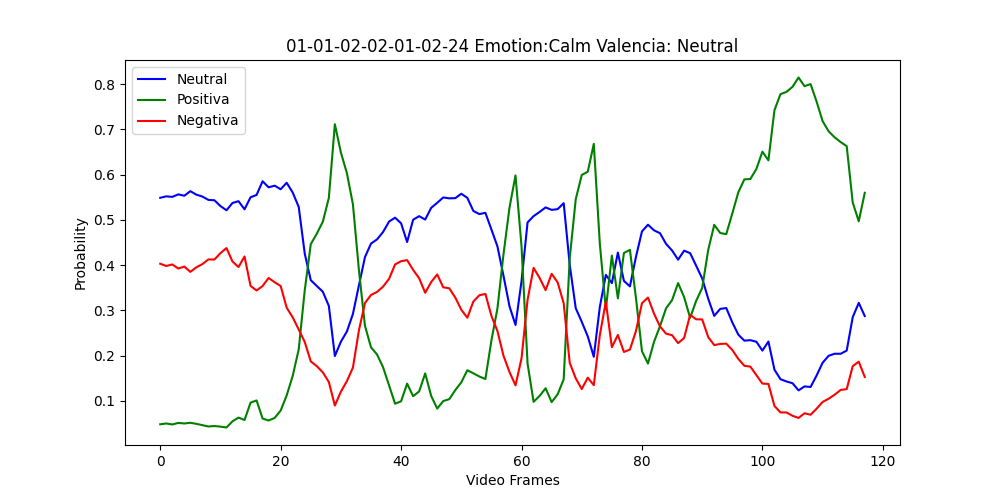 01-01-02-02-01-02-24 Emotion:Calm Valencia: Neutral
Neutral
Positiva
Negativa
Probability
0.8
0.7
0.6
0.5
0.4
0.3
0.2
0.1
0 20 40 60 80 100 120
Video Frames